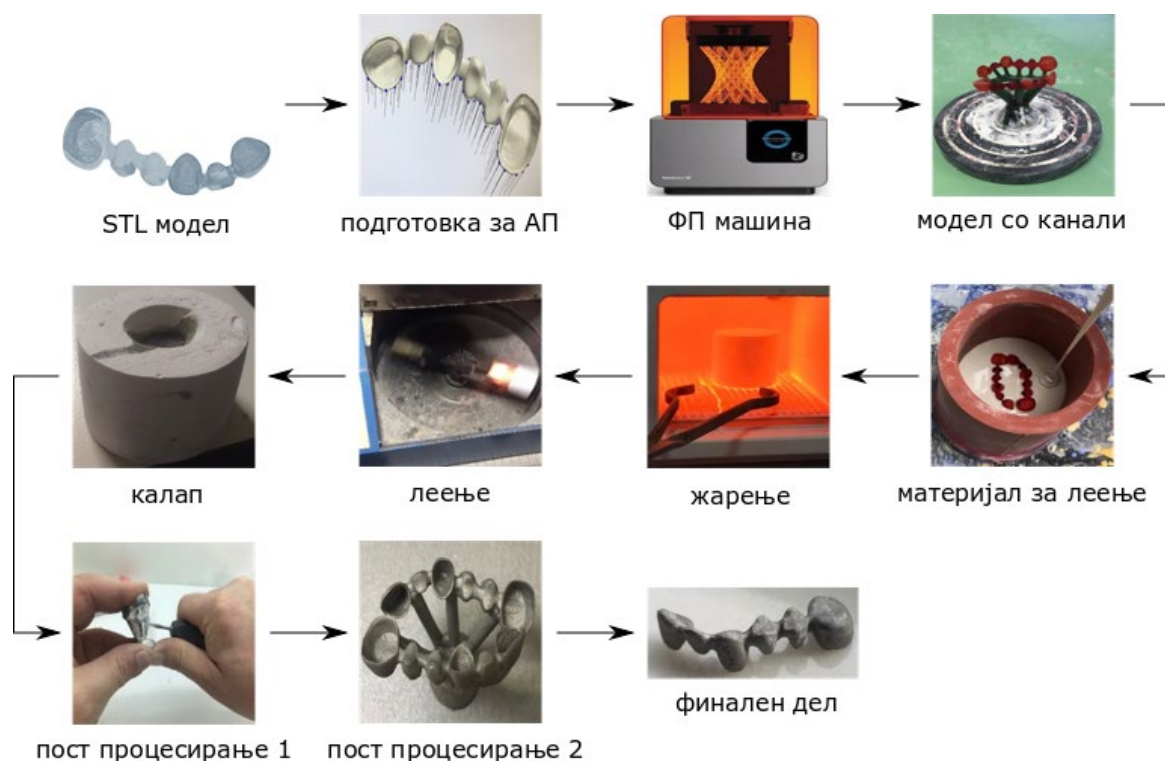 STL модел
подготовка за АП
ФП машина
модел со канали
материјал за леење
жарење
леење
калап
пост процесирање 1
пост процесирање 2
финален дел